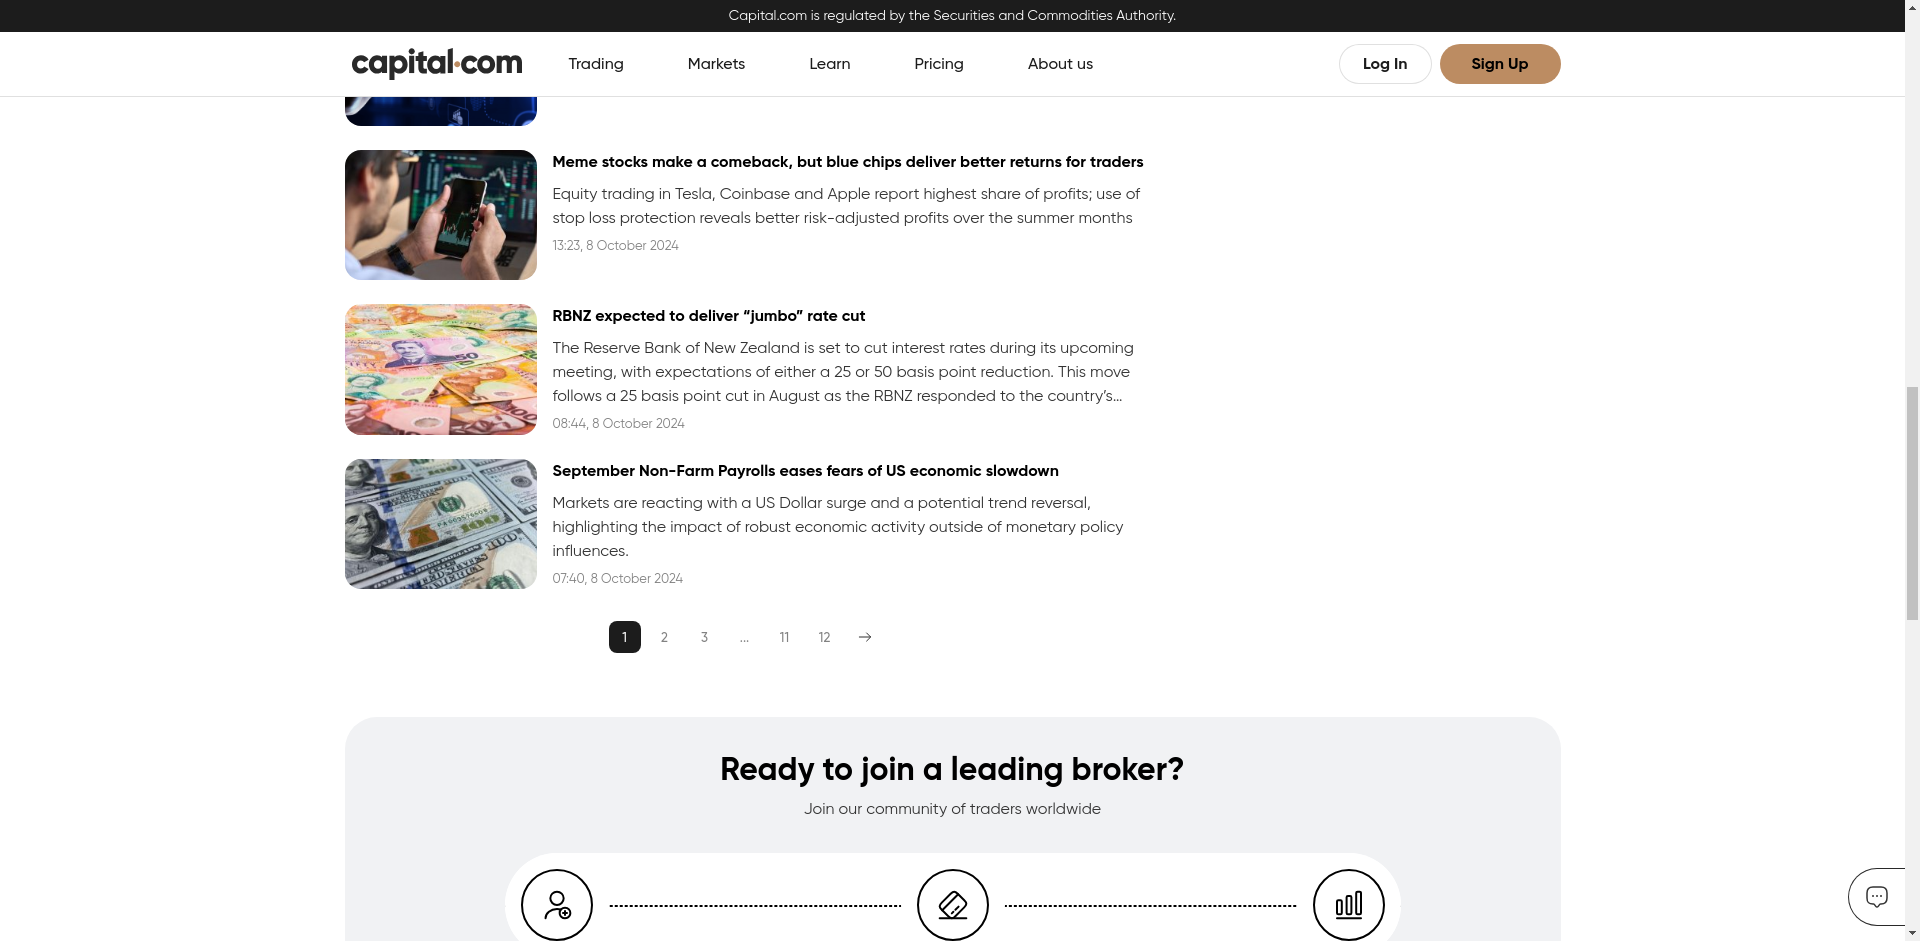 Capital.com is regulated by the Securities and Commodities Authority.
capital.com
Trading
Markets
Learn
Pricing
About us
Log In
Sign Up
Meme stocks make a comeback, but blue chips deliver better returns for traders
Equity trading in Tesla, Coinbase and Apple report highest share of profits; use of
stop loss protection reveals better risk-adjusted profits over the summer months
13:23, 8 October 2024
RBNZ expected to deliver “jumbo” rate cut
The Reserve Bank of New Zealand is set to cut interest rates during its upcoming
meeting, with expectations of either a 25 or 50 basis point reduction. This move
follows a 25 basis point cut in August as the RBNZ responded to the country’s...
08:44, 8 October 2024
September Non-Farm Payrolls eases fears of US economic slowdown
Markets are reacting with a US Dollar surge and a potential trend reversal,
highlighting the impact of robust economic activity outside of monetary policy
influences.
07:40, 8 October 2024
1 2 3 ... 11 12
Ready to join a leading broker?
Join our community of traders worldwide